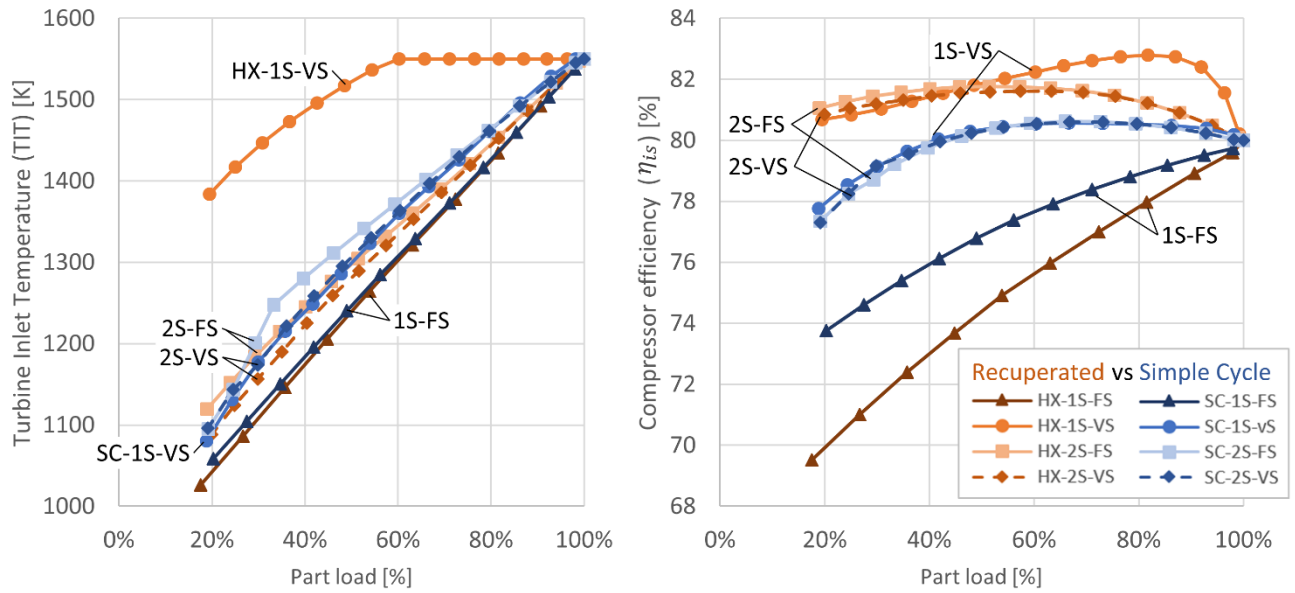 Turbine Inlet Temperature (TIT) [K]
1600
1500
1400
1300
1200
1100
1000
HX-1S-VS
2S-FS
2S-VS
1S-FS
SC-1S-VS
0%
20%
40%
60%
80%
100%
Part load [%]
Compressor efficiency (η_is) [%]
84
82
80
78
76
74
72
70
68
1S-VS
2S-FS
2S-VS
1S-FS
Recuperated vs Simple Cycle
HX-1S-FS
SC-1S-FS
HX-1S-VS
SC-1S-vS
HX-2S-FS
SC-2S-FS
HX-2S-VS
SC-2S-VS
0%
20%
40%
60%
80%
100%
Part load [%]